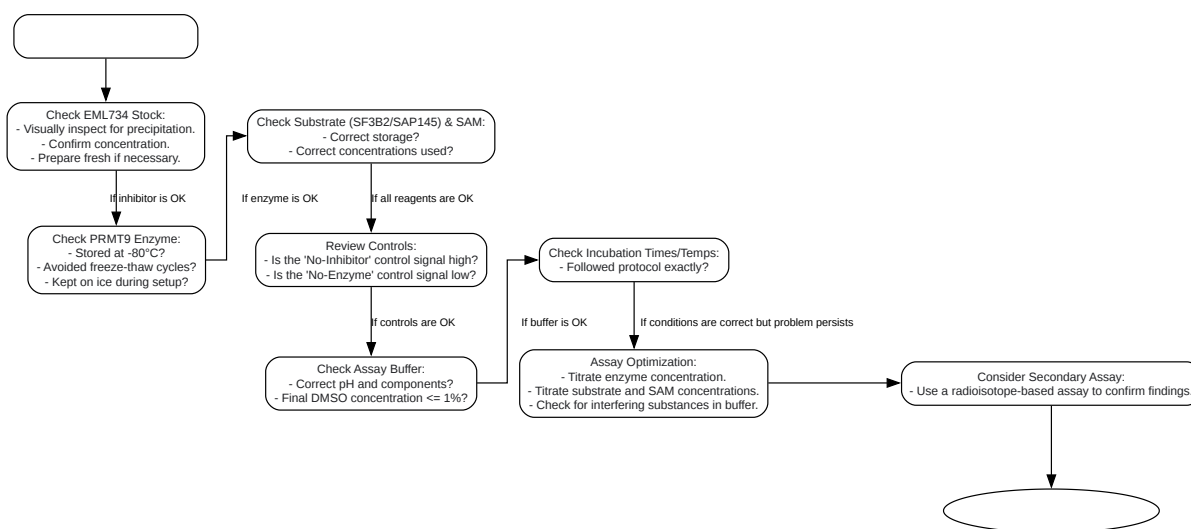 Check EML734 Stock:
- Visually inspect for precipitation.
- Confirm concentration.
- Prepare fresh if necessary.
If inhibitor is OK
Check PRMT9 Enzyme:
- Stored at -80°C?
- Avoided freeze-thaw cycles?
- Kept on ice during setup?
If enzyme is OK
Check Substrate (SF3B2/SAP145) & SAM:
- Correct storage?
- Correct concentrations used?
If all reagents are OK
Review Controls:
- Is the 'No-Inhibitor' control signal high?
- Is the 'No-Enzyme' control signal low?
If controls are OK
Check Assay Buffer:
- Correct pH and components?
- Final DMSO concentration <= 1%?
If buffer is OK
Check Incubation Times/Temps:
- Followed protocol exactly?
If conditions are correct but problem persists
Assay Optimization:
- Titrate enzyme concentration.
- Titrate substrate and SAM concentrations.
- Check for interfering substances in buffer.
Consider Secondary Assay:
- Use a radioisotope-based assay to confirm findings.